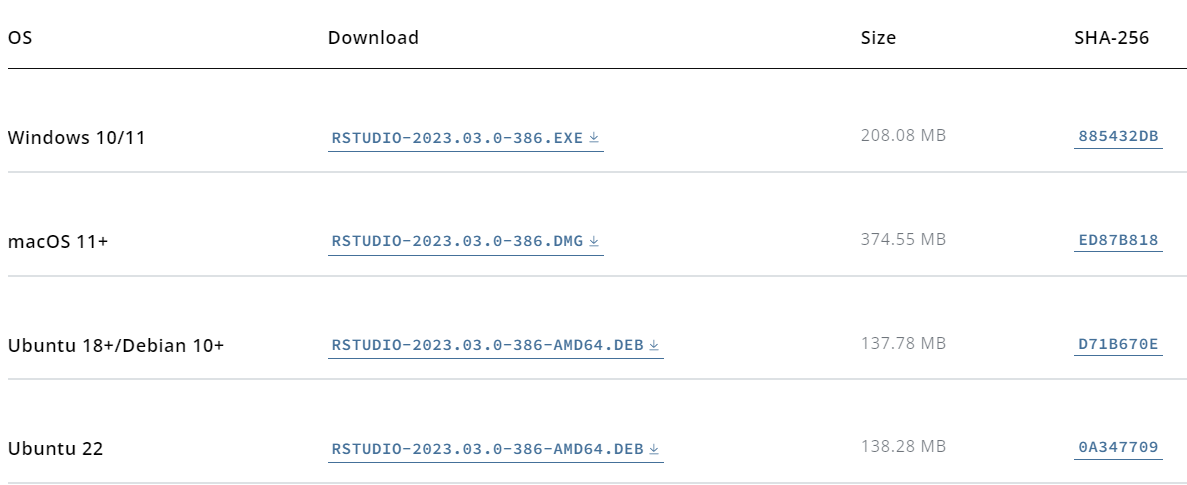 OS Download Size SHA-256
Windows 10/11 RSTUDIO-2023.03.0-386.EXE 208.08 MB 885432DB
macOS 11+ RSTUDIO-2023.03.0-386.DMG 374.55 MB ED87B818
Ubuntu 18+/Debian 10+ RSTUDIO-2023.03.0-386-AMD64.DEB 137.78 MB D71B670E
Ubuntu 22 RSTUDIO-2023.03.0-386-AMD64.DEB 138.28 MB 0A347709